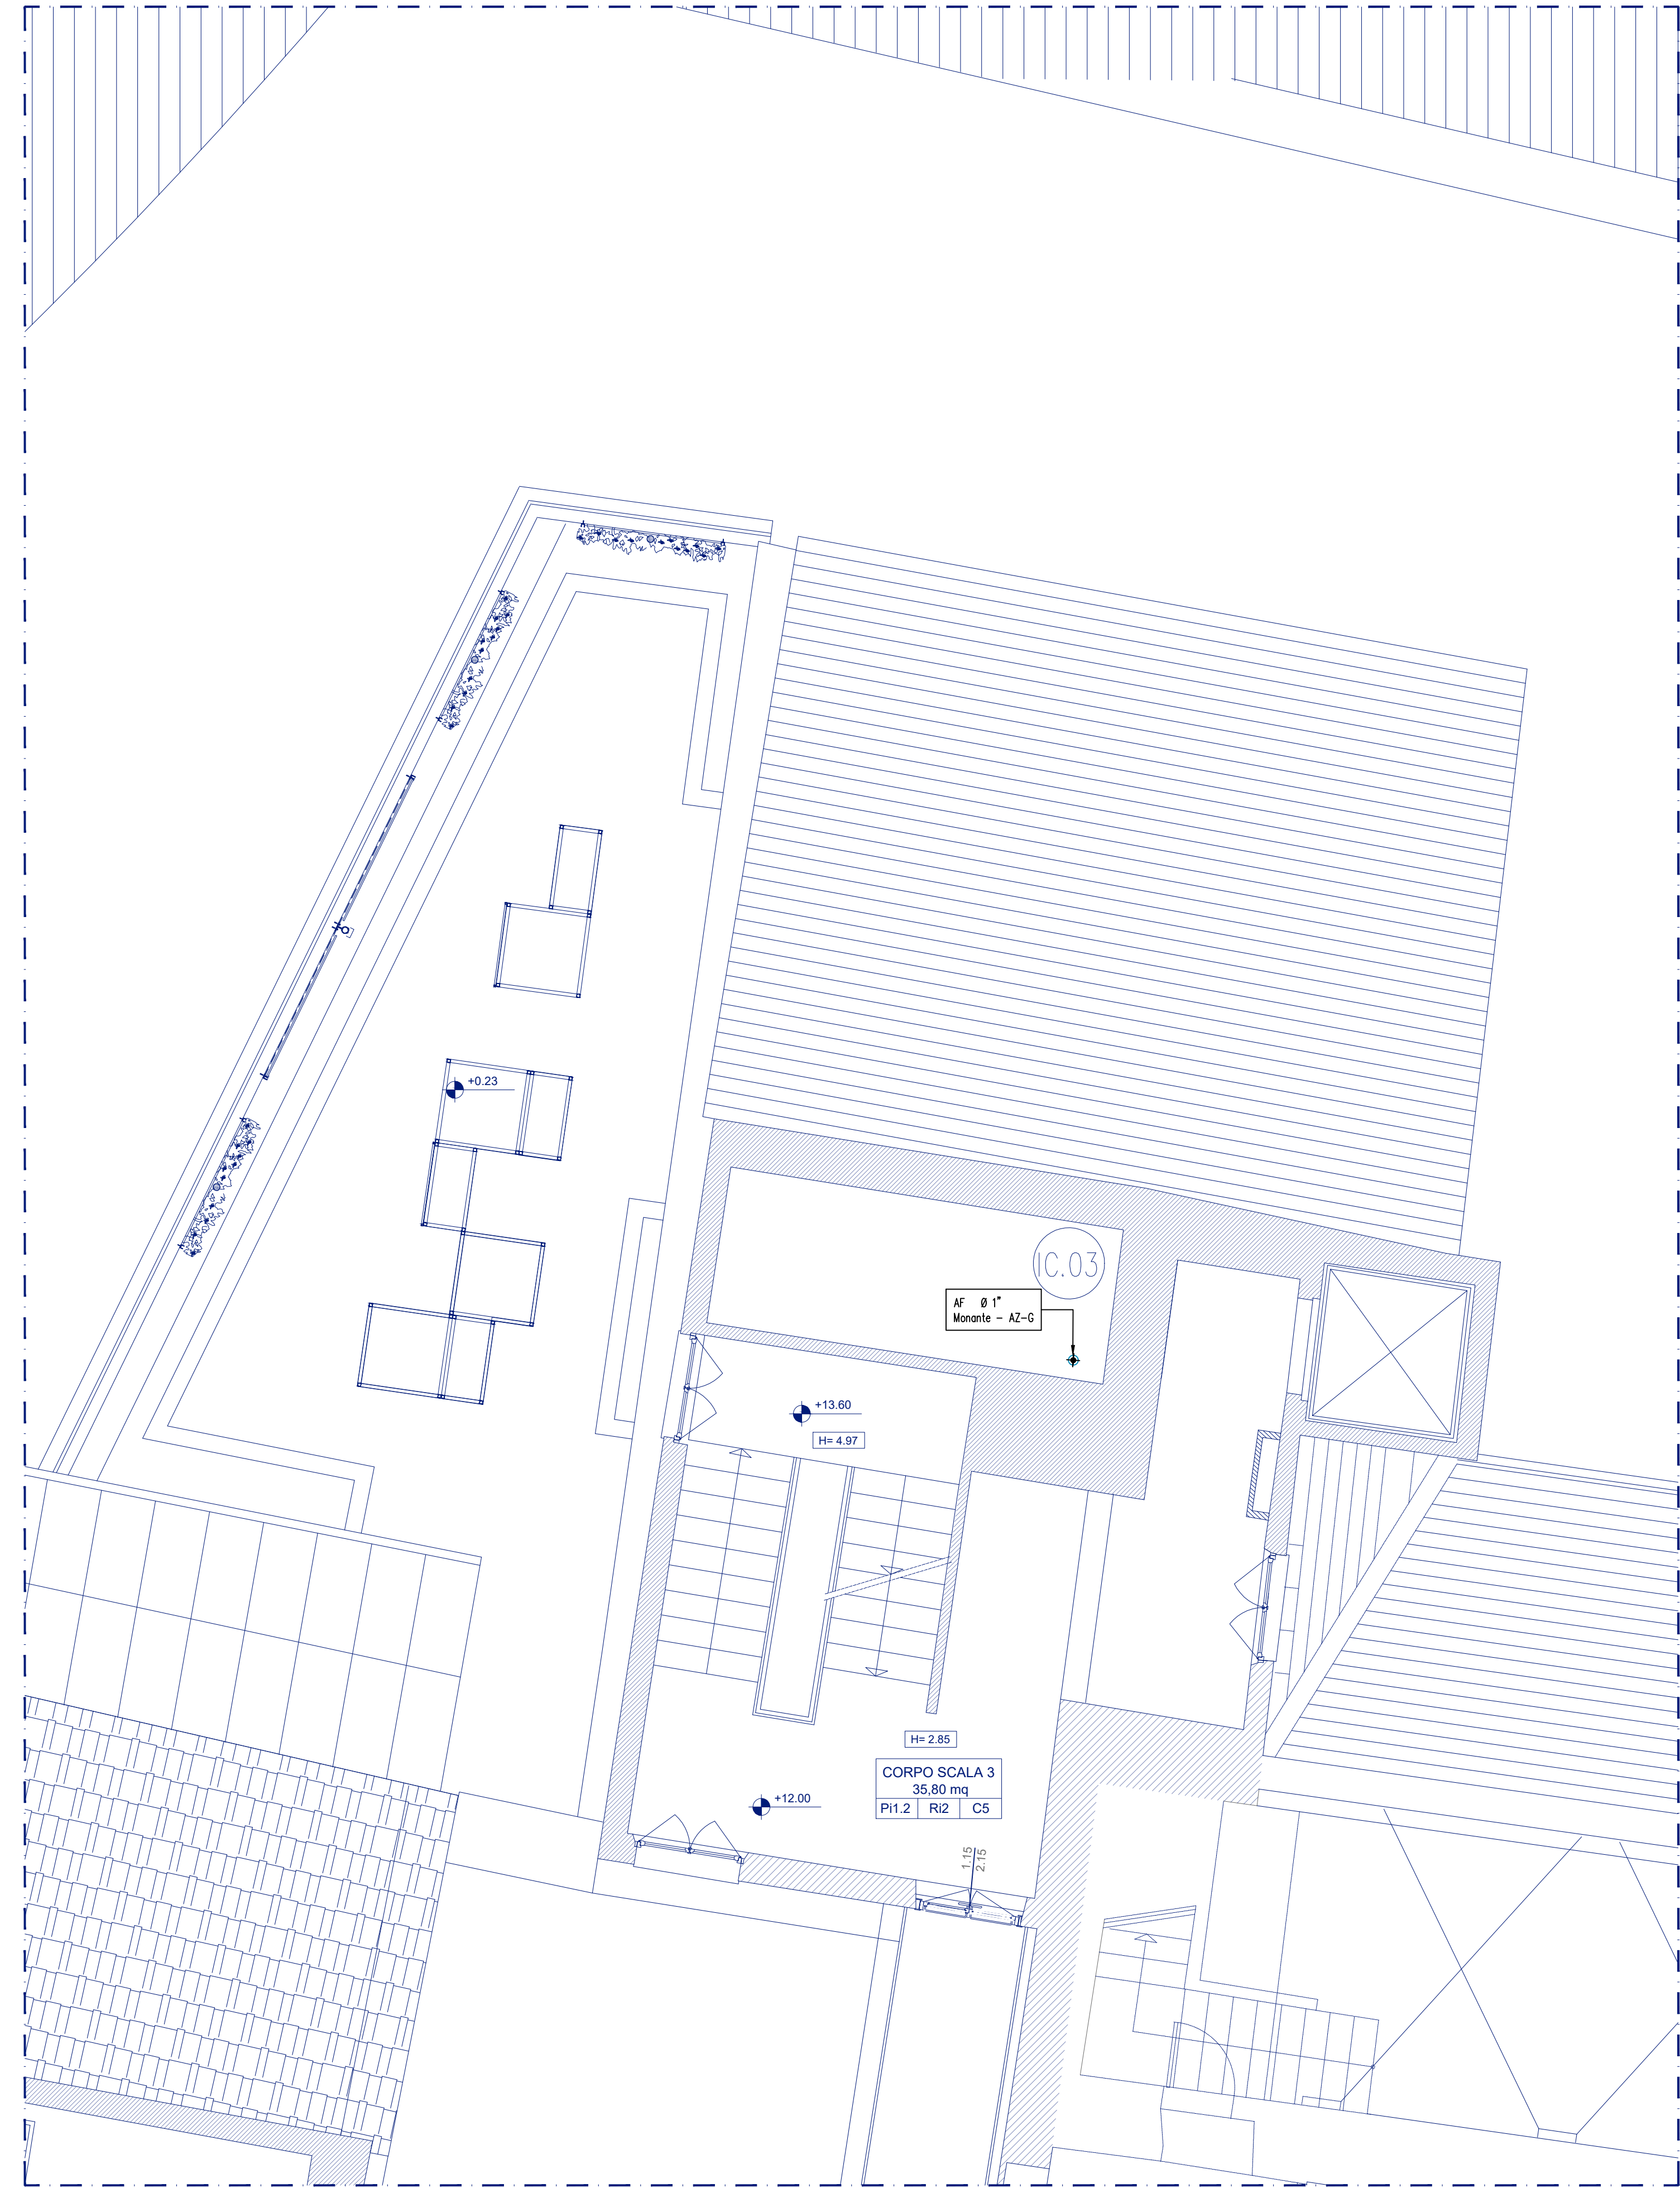 +0.23
IC.03
AF Ø 1"
Monante - AZ-G
+13.60
H= 4.97
H= 2.85
CORPO SCALA 3
35,80 mq
Pi1.2 Ri2 C5
+12.00
1.15
2.15